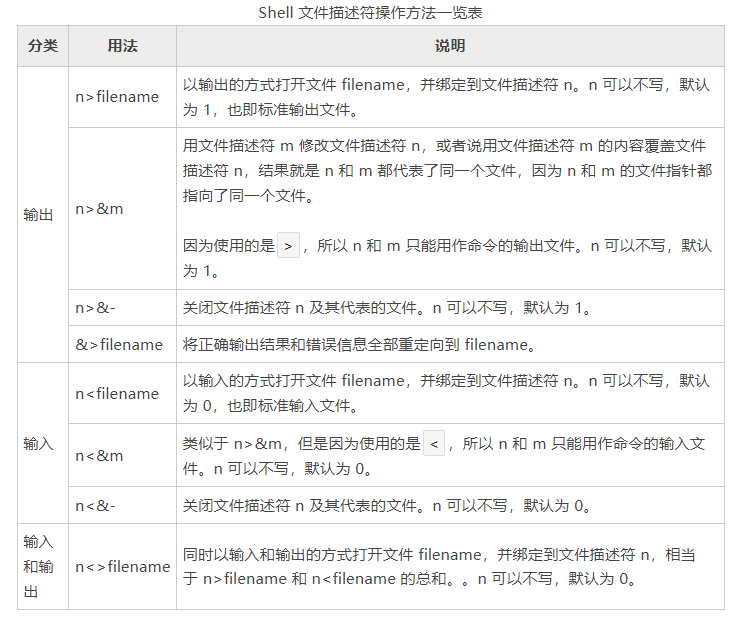 Shell 文件描述符操作方法一览表
分类 用法 说明
输出
n>filename
以输出的方式打开文件 filename，并绑定到文件描述符 n。n 可以不写，默认
为 1，也即标准输出文件。
n>&m
用文件描述符 m 修改文件描述符 n，或者说用文件描述符 m 的内容覆盖文件
描述符 n，结果就是 n 和 m 都代表了同一个文件，因为 n 和 m 的文件指针都
指向了同一个文件。
因为使用的是 > ，所以 n 和 m 只能用作命令的输出文件。n 可以不写，默认
为 1。
n>&-
关闭文件描述符 n 及其代表的文件。n 可以不写，默认为 1。
&>filename
将正确输出结果和错误信息全部重定向到 filename。
输入
n<filename
以输入的方式打开文件 filename，并绑定到文件描述符 n。n 可以不写，默认
为 0，也即标准输入文件。
n<&m
类似于 n>&m，但是因为使用的是 < ，所以 n 和 m 只能用作命令的输入文
件。n 可以不写，默认为 0。
n<&-
关闭文件描述符 n 及其代表的文件。n 可以不写，默认为 0。
输入
和输
出
n<>filename
同时以输入和输出的方式打开文件 filename，并绑定到文件描述符 n，相当
于 n>filename 和 n<filename 的总和。。n 可以不写，默认为 0。